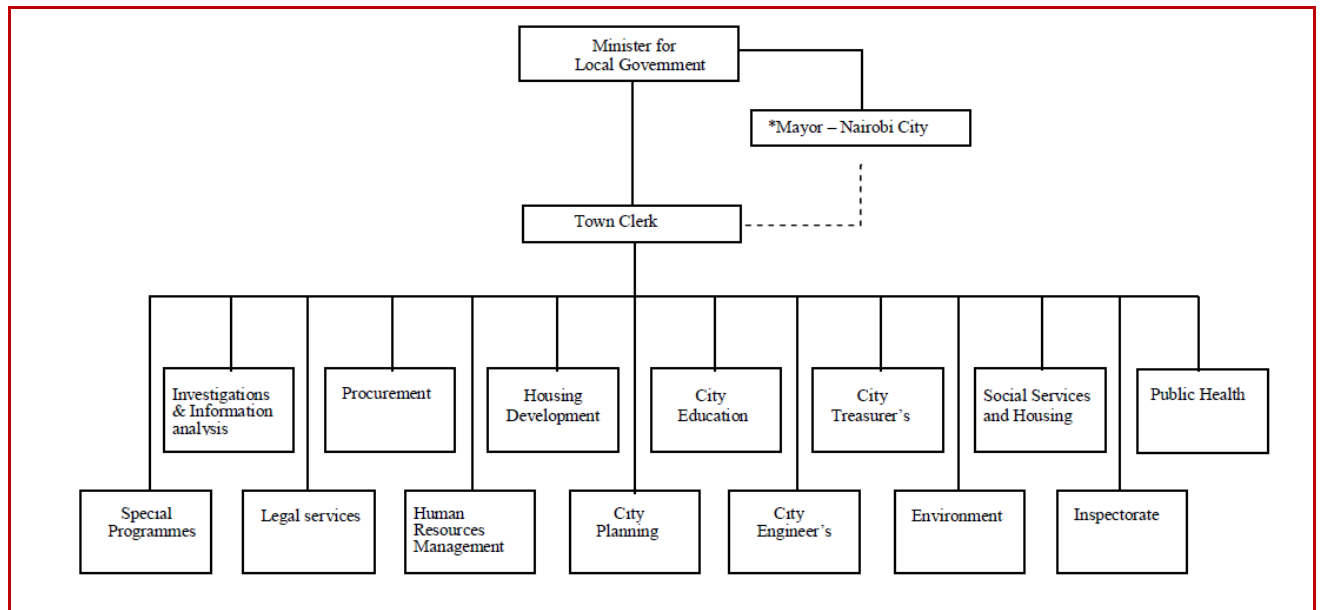 Minister for
Local Government
*Mayor – Nairobi City
Town Clerk
Investigations
& Information
analysis
Procurement
Housing
Development
City
Education
City
Treasurer's
Social Services
and Housing
Public Health
Special
Programmes
Legal services
Human
Resources
Management
City
Planning
City
Engineer's
Environment
Inspectorate